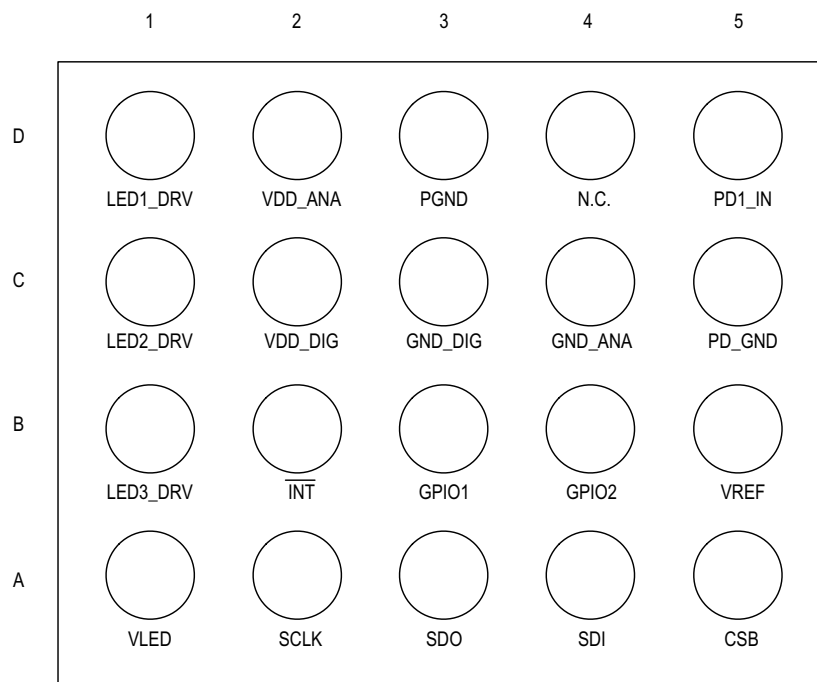 1 2 3 4 5
D
LED1_DRV VDD_ANA PGND N.C. PD1_IN
C
LED2_DRV VDD_DIG GND_DIG GND_ANA PD_GND
B
LED3_DRV I̅N̅T̅ GPIO1 GPIO2 VREF
A
VLED SCLK SDO SDI CSB